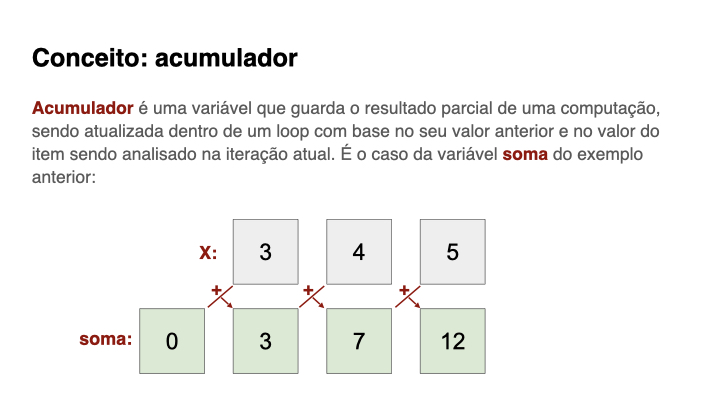 Conceito: acumulador
Acumulador é uma variável que guarda o resultado parcial de uma computação,
sendo atualizada dentro de um loop com base no seu valor anterior e no valor do
item sendo analisado na iteração atual. É o caso da variável soma do exemplo
anterior:
X: 3 4 5
+ + +
soma: 0 3 7 12